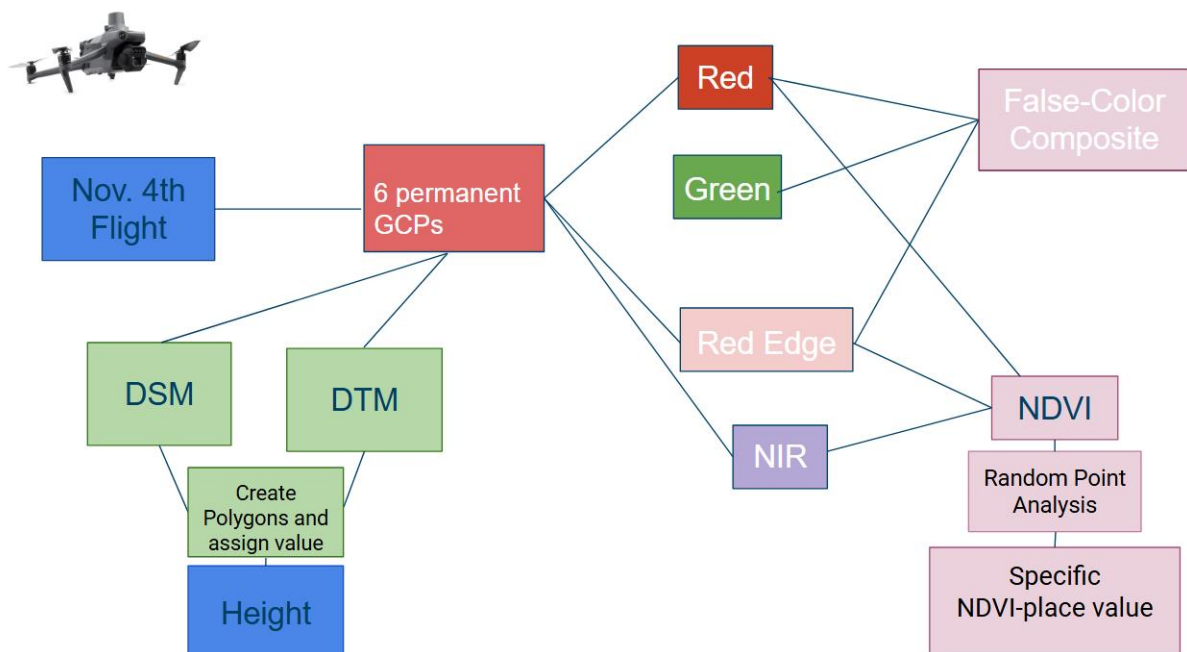 Red
False-Color
Composite
Nov. 4th
Flight
6 permanent
GCPs
Green
Red Edge
DSM
DTM
NDVI
NIR
Create
Polygons and
assign value
Random Point
Analysis
Height
Specific
NDVI-place value